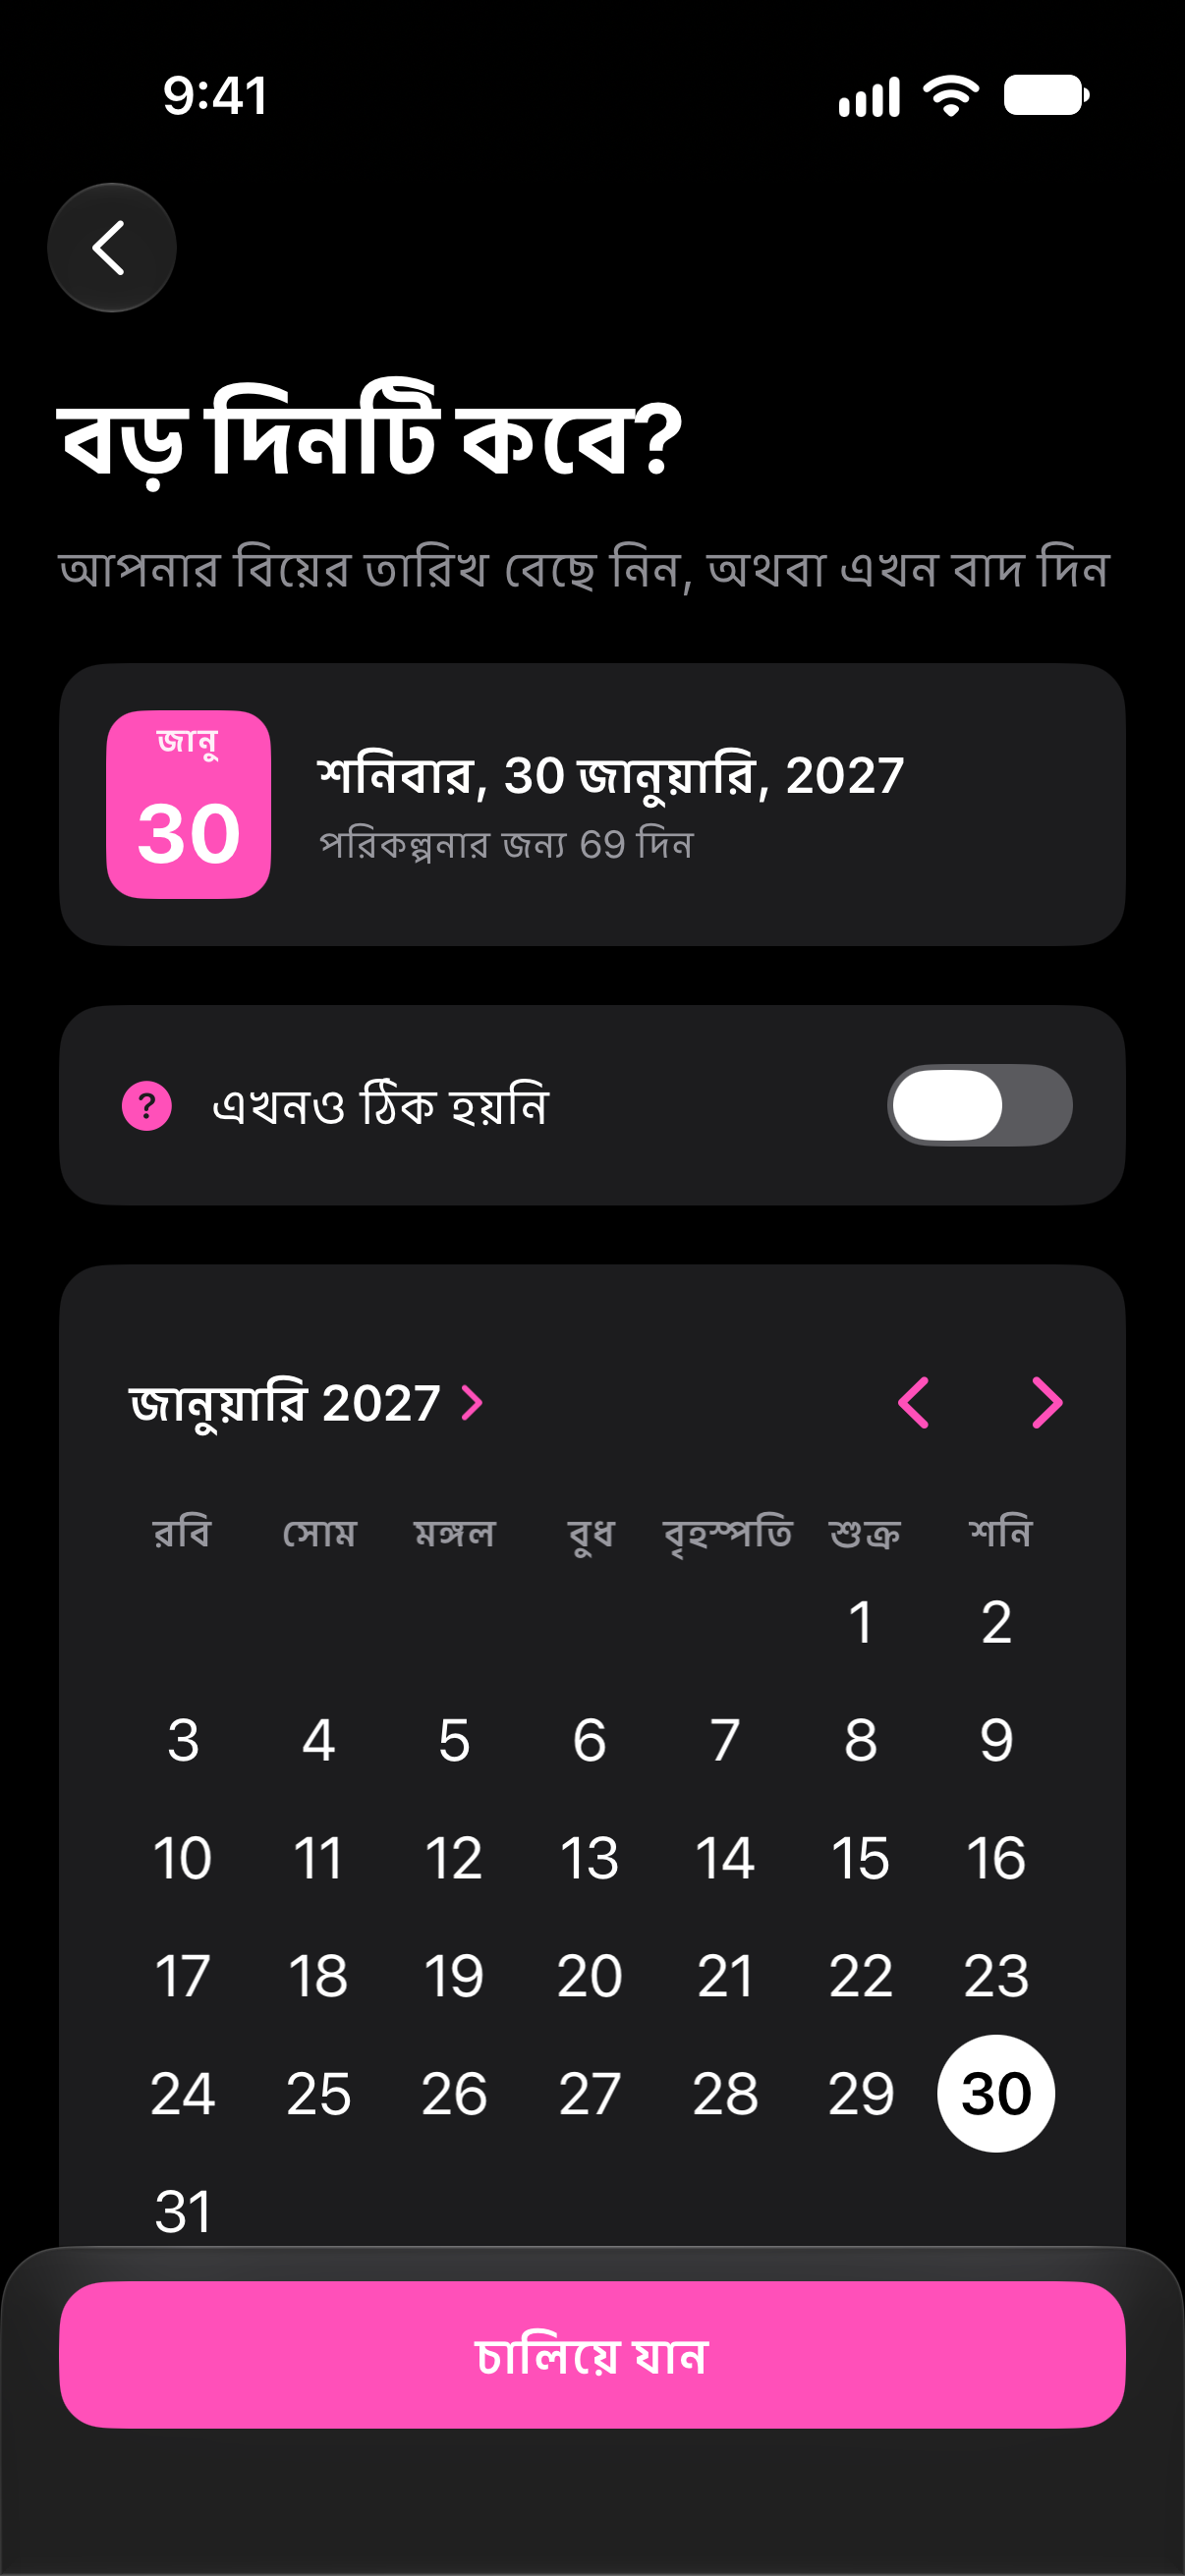 9:41
বড় দিনটি কবে?
আপনার বিয়ের তারিখ বেছে নিন, অথবা এখন বাদ দিন
জানু
30
শনিবার, 30 জানুয়ারি, 2027
পরিকল্পনার জন্য 69 দিন
? এখনও ঠিক হয়নি
জানুয়ারি 2027
রবি সোম মঙ্গল বুধ বৃহস্পতি শুক্র শনি
1 2
3 4 5 6 7 8 9
10 11 12 13 14 15 16
17 18 19 20 21 22 23
24 25 26 27 28 29 30
31
চালিয়ে যান